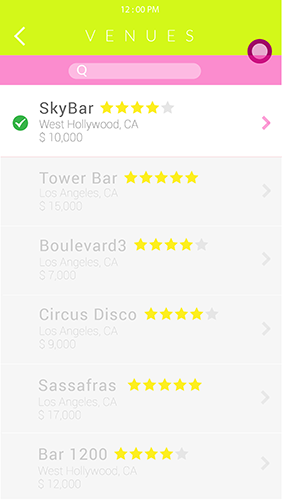 12:00 PM
VENUES
SkyBar
West Hollywood, CA
$ 10,000
Tower Bar
Los Angeles, CA
$ 15,000
Boulevard3
Los Angeles, CA
$ 7,000
Circus Disco
Los Angeles, CA
$ 9,000
Sassafras
Los Angeles, CA
$ 17,000
Bar 1200
West Hollywood, CA
$ 12,000